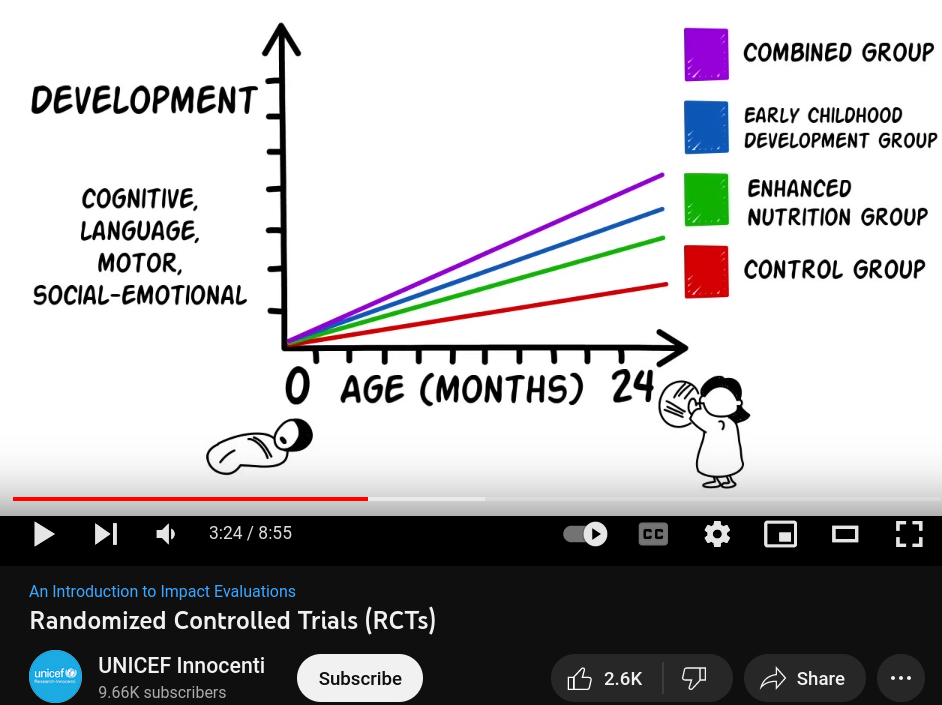 DEVELOPMENT
COGNITIVE,
LANGUAGE,
MOTOR,
SOCIAL-EMOTIONAL
COMBINED GROUP
EARLY CHILDHOOD
DEVELOPMENT GROUP
ENHANCED
NUTRITION GROUP
CONTROL GROUP
0 AGE (MONTHS) 24
3:24 / 8:55
CC
An Introduction to Impact Evaluations
Randomized Controlled Trials (RCTs)
unicef
Research-Innocenti
UNICEF Innocenti
9.66K subscribers
Subscribe
2.6K
Share